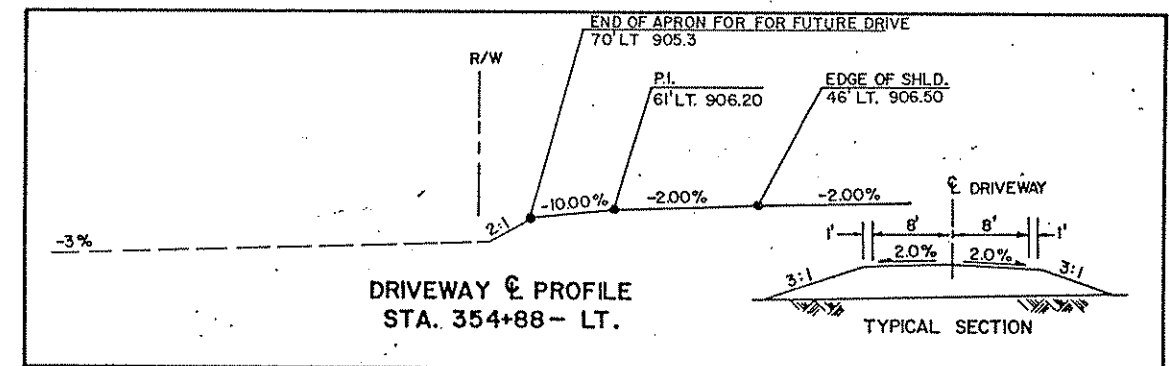 END OF APRON FOR FOR FUTURE DRIVE
70' LT 905.3
R/W
P.I.
61' LT. 906.20
EDGE OF SHLD.
46' LT. 906.50
-3%
2:1
-10.00%
-2.00%
-2.00%
℄ DRIVEWAY
1' 8' 8' 1'
2.0% 2.0%
3:1 3:1
DRIVEWAY ℄ PROFILE
STA. 354+88- LT.
TYPICAL SECTION